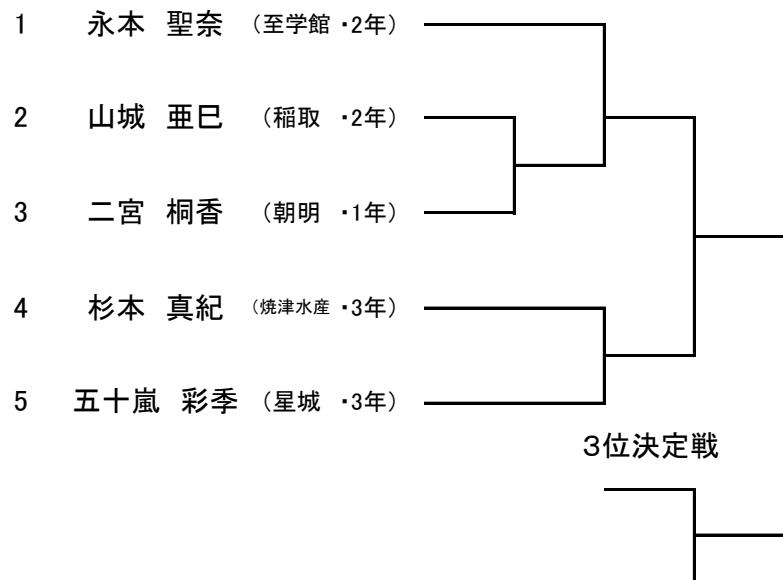 1 永本 聖奈 (至学館 ・2年)
2 山城 亜巳 (稲取 ・2年)
3 二宮 桐香 (朝明 ・1年)
4 杉本 真紀 (焼津水産 ・3年)
5 五十嵐 彩季 (星城 ・3年)
3位決定戦